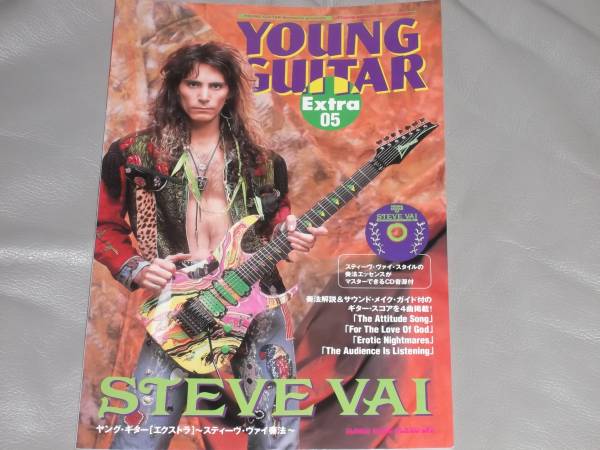 YOUNG
GUITAR
Extra
05
STEVE VAI
スティーヴ・ヴァイ・スタイルの
奏法エッセンスが
マスターできるCD音源付
奏法解説&サウンド・メイク・ガイド付の
ギター・スコアを4曲掲載!
「The Attitude Song」
「For The Love Of God」
「Erotic Nightmares」
「The Audience Is Listening」
STEVE VAI
ヤング・ギター[エクストラ]〜スティーヴ・ヴァイ奏法〜